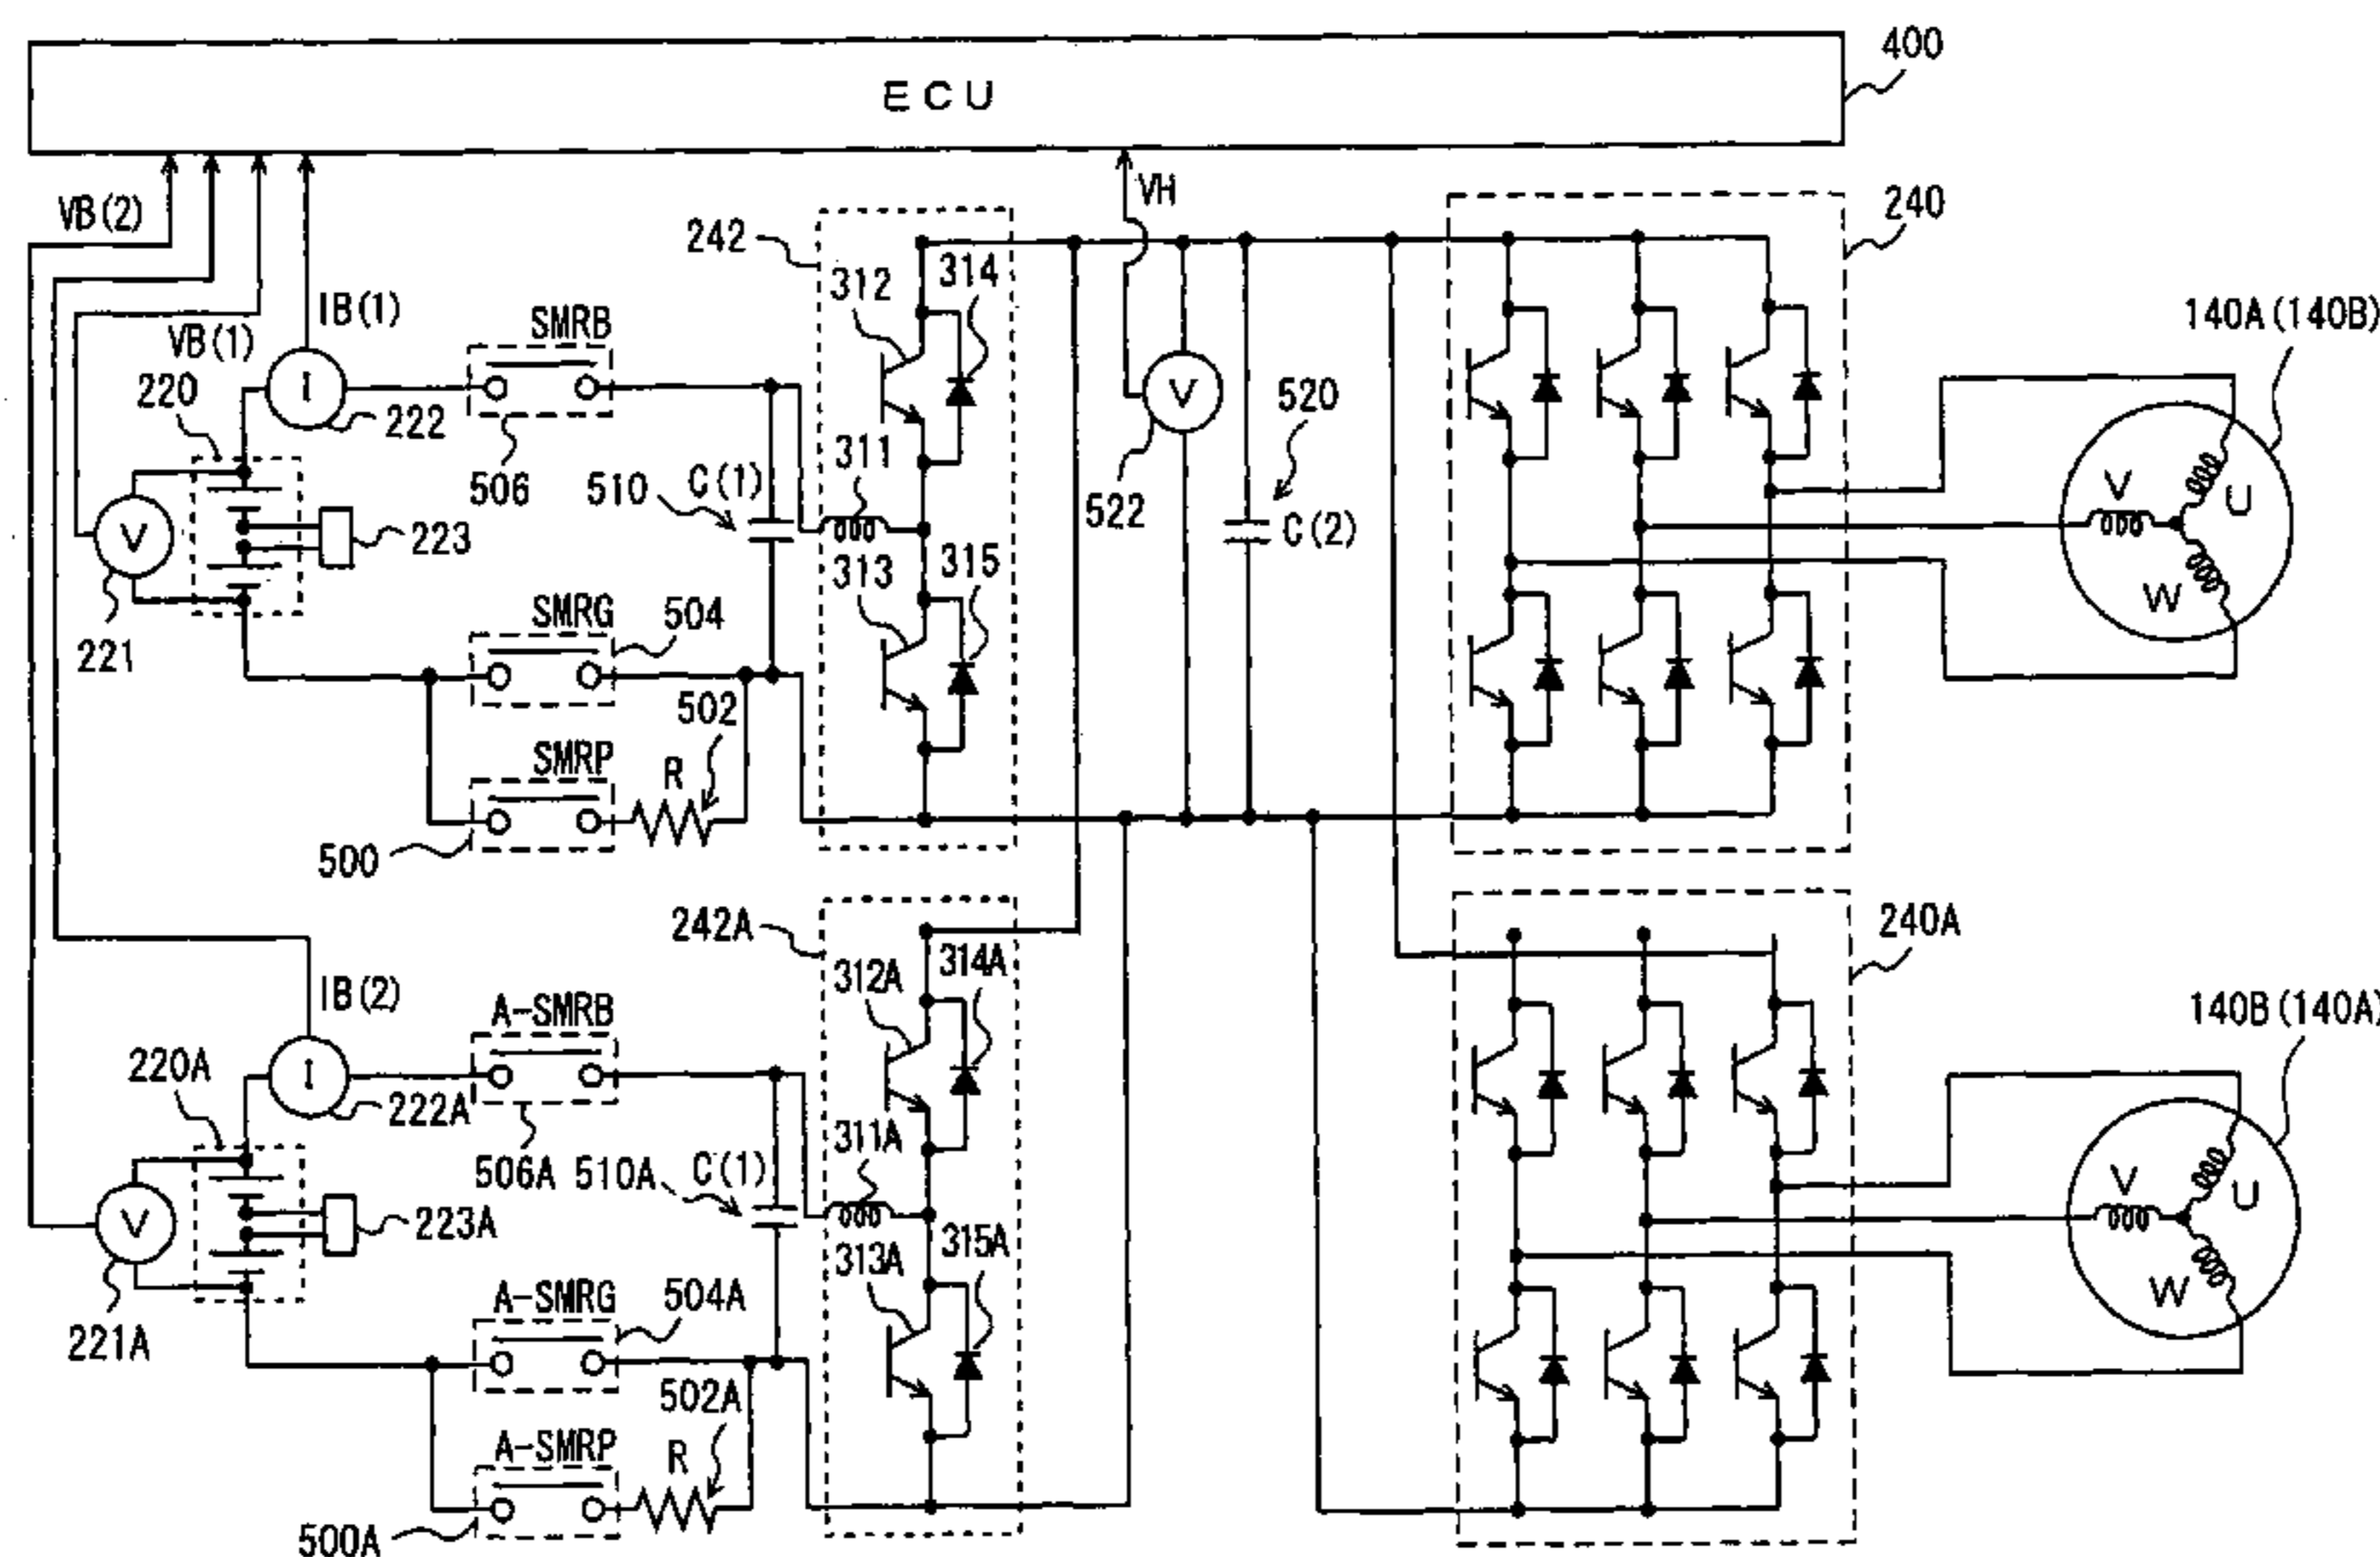 400
ECU
VB(2)
VH
240
242
314
312
IB(1)
SMRB
140A(140B)
VB(1)
220
I
222
V
520
311
C(1)
506
510
522
C(2)
V
U
V
223
313
315
W
SMRG
504
221
502
SMRP
R
500
242A
240A
314A
312A
IB(2)
A-SMRB
140B(140A)
220A
I
222A
311A
506A
510A
C(1)
V
U
V
223A
315A
313A
W
A-SMRG
504A
221A
502A
A-SMRP
R
500A